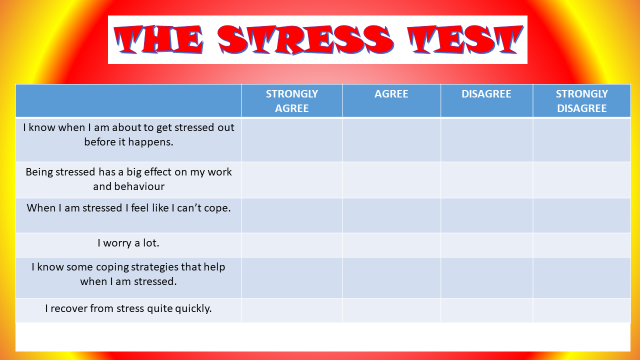 THE STRESS TEST
STRONGLY AGREE DISAGREE STRONGLY
AGREE DISAGREE
I know when I am about to get stressed out
before it happens.
Being stressed has a big effect on my work
and behaviour
When I am stressed I feel like I can’t cope.
I worry a lot.
I know some coping strategies that help
when I am stressed.
I recover from stress quite quickly.